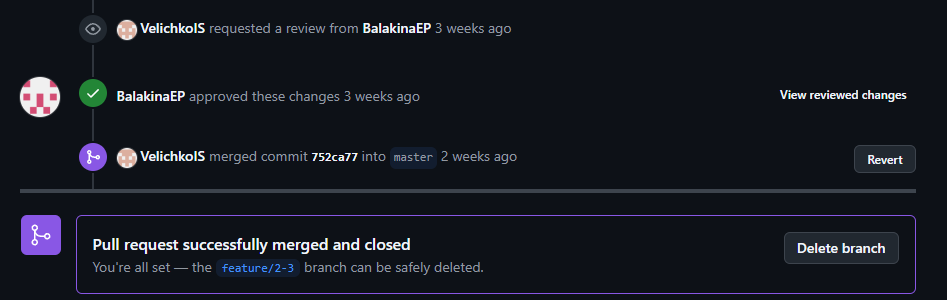 VelichkoIS requested a review from BalakinaEP 3 weeks ago
BalakinaEP approved these changes 3 weeks ago
View reviewed changes
VelichkoIS merged commit 752ca77 into master 2 weeks ago
Revert
Pull request successfully merged and closed
You're all set — the feature/2-3 branch can be safely deleted.
Delete branch